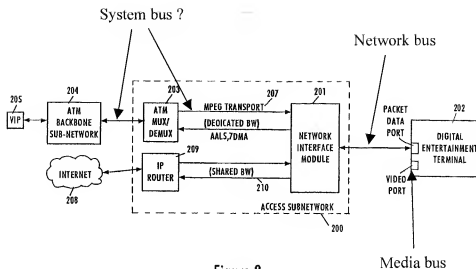 System bus ?
Media bus
Network bus
205
VIP
204
ATM
BACKBONE
SUB-NETWORK
203
ATM
MUX/
DEMUX
MPEG TRANSPORT
207
(DEDICATED BW)
AAL5,7DMA
209
IP
ROUTER
(SHARED BW)
210
INTERNET
208
201
NETWORK
INTERFACE
MODULE
ACCESS SUBNETWORK
200
202
PACKET
DATA
PORT
DIGITAL
ENTERTAINMENT
TERMINAL
VIDEO
PORT